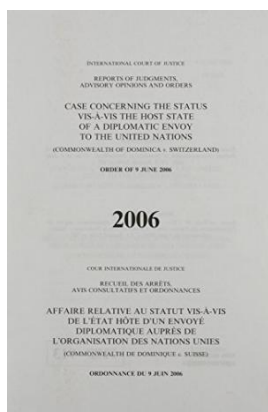 INTERNATIONAL COURT OF JUSTICE
REPORTS OF JUDGMENTS,
ADVISORY OPINIONS AND ORDERS
CASE CONCERNING THE STATUS
VIS-À-VIS THE HOST STATE
OF A DIPLOMATIC ENVOY
TO THE UNITED NATIONS
(COMMONWEALTH OF DOMINICA v. SWITZERLAND)
ORDER OF 9 JUNE 2006
2006
COUR INTERNATIONALE DE JUSTICE
RECUEIL DES ARRÊTS,
AVIS CONSULTATIFS ET ORDONNANCES
AFFAIRE RELATIVE AU STATUT VIS-À-VIS
DE L'ÉTAT HÔTE D'UN ENVOYÉ
DIPLOMATIQUE AUPRÈS DE
L'ORGANISATION DES NATIONS UNIES
(COMMONWEALTH DE DOMINIQUE c. SUISSE)
ORDONNANCE DU 9 JUIN 2006